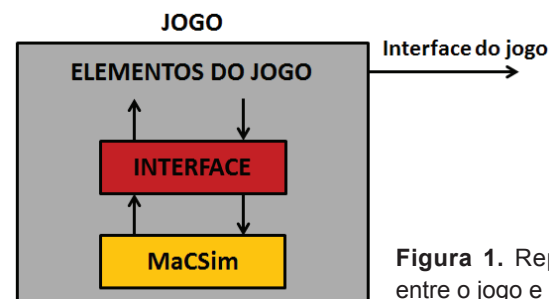 JOGO
Interface do jogo
ELEMENTOS DO JOGO
INTERFACE
MaCSim
Figura 1.
entre o jogo e